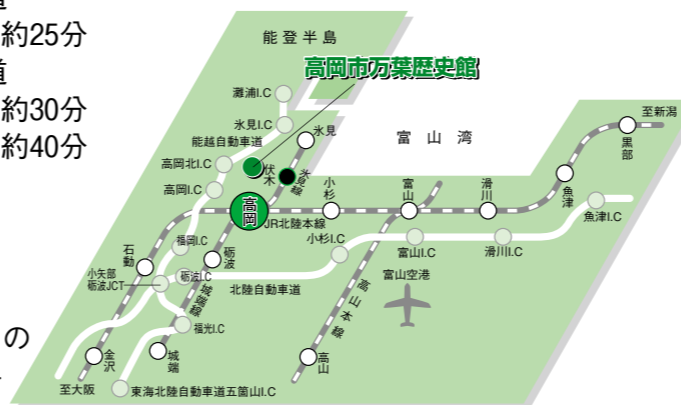 道
約25分
道
約30分
約40分
の
能登半島
高岡市万葉歴史館
灘浦I.C
氷見I.C
氷見
能越自動車道
富山湾
至新潟
黒部
高岡北I.C
伏木
氷見線
高岡I.C
高岡
小杉
富山
滑川
魚津
魚津I.C
JR北陸本線
福岡I.C
小杉I.C
富山I.C
滑川I.C
石動
砺波
小矢部
砺波JCT
砺波I.C
北陸自動車道
富山空港
城端線
高山本線
福光I.C
金沢
城端
高山
至大阪
東海北陸自動車道五箇山I.C